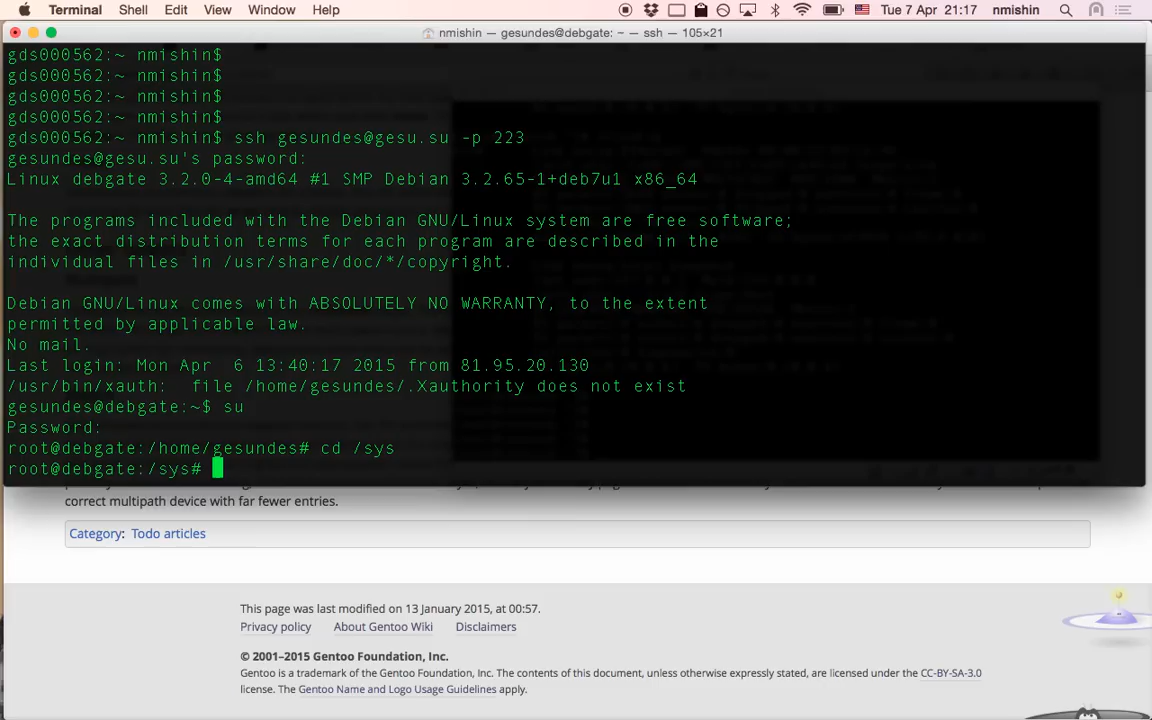 Terminal Shell Edit View Window Help Tue 7 Apr 21:17 nmishin
nmishin — gesundes@debgate: ~ — ssh — 105×21
gds000562:~ nmishin$
gds000562:~ nmishin$
gds000562:~ nmishin$
gds000562:~ nmishin$
gds000562:~ nmishin$ ssh gesundes@gesu.su -p 223
gesundes@gesu.su's password:
Linux debgate 3.2.0-4-amd64 #1 SMP Debian 3.2.65-1+deb7u1 x86_64
The programs included with the Debian GNU/Linux system are free software;
the exact distribution terms for each program are described in the
individual files in /usr/share/doc/*/copyright.
Debian GNU/Linux comes with ABSOLUTELY NO WARRANTY, to the extent
permitted by applicable law.
No mail.
Last login: Mon Apr  6 13:40:17 2015 from 81.95.20.130
/usr/bin/xauth:  file /home/gesundes/.Xauthority does not exist
gesundes@debgate:~$ su
Password:
root@debgate:/home/gesundes# cd /sys
root@debgate:/sys#
correct multipath device with far fewer entries.
Category: Todo articles
This page was last modified on 13 January 2015, at 00:57.
Privacy policy About Gentoo Wiki Disclaimers
© 2001–2015 Gentoo Foundation, Inc.
Gentoo is a trademark of the Gentoo Foundation, Inc. The contents of this document, unless otherwise expressly stated, are licensed under the CC-BY-SA-3.0
license. The Gentoo Name and Logo Usage Guidelines apply.